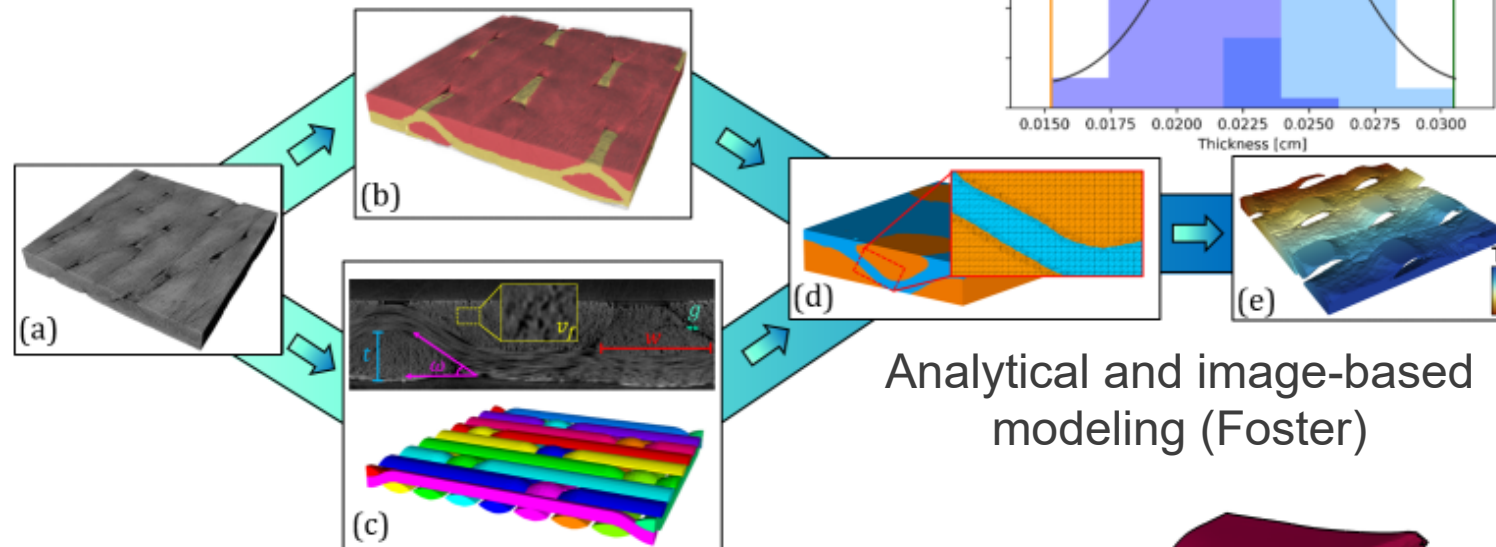 0.0150 0.0175 0.0200 0.0225 0.0250 0.0275 0.0300
Thickness [cm]
(b)
(a)
(d)
(e)
v_f
g
t
ω
w
(c)
Analytical and image-based
modeling (Foster)